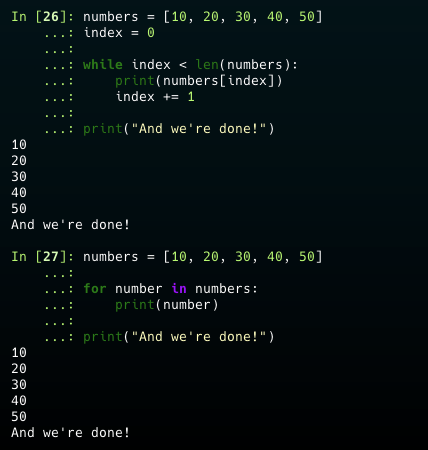 In [26]: numbers = [10, 20, 30, 40, 50]
    ...: index = 0
    ...:
    ...: while index < len(numbers):
    ...:     print(numbers[index])
    ...:     index += 1
    ...:
    ...: print("And we're done!")
10
20
30
40
50
And we're done!

In [27]: numbers = [10, 20, 30, 40, 50]
    ...:
    ...: for number in numbers:
    ...:     print(number)
    ...:
    ...: print("And we're done!")
10
20
30
40
50
And we're done!